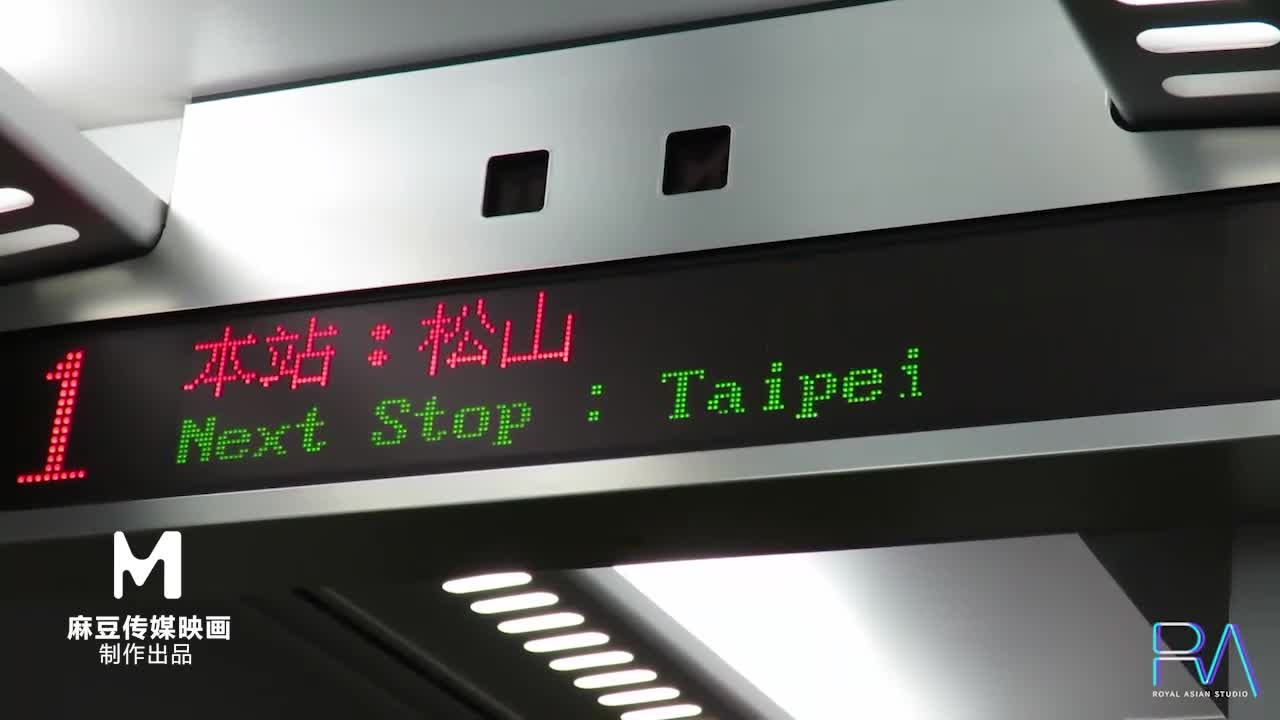 1
本站：松山
Next Stop : Taipei
M
麻豆传媒映画
制作出品
RA
ROYAL ASIAN STUDIO